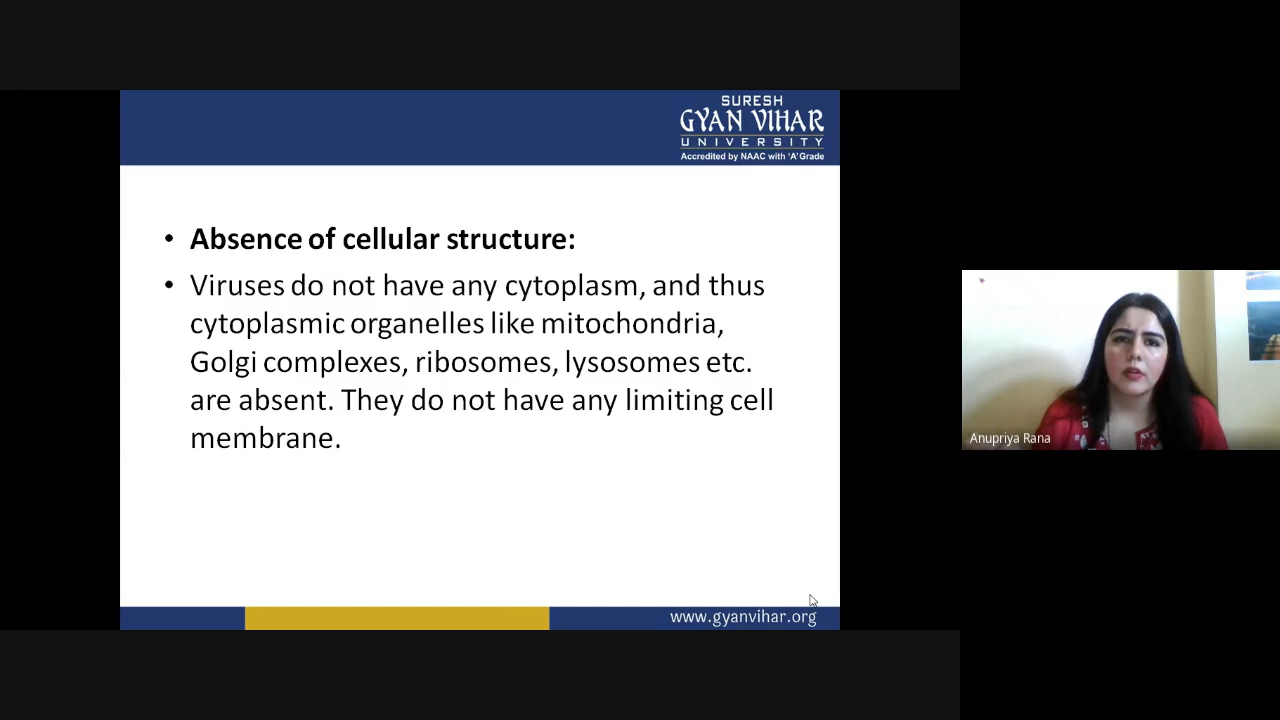 SURESH
GYAN VIHAR
UNIVERSITY
Accredited by NAAC with 'A' Grade
• Absence of cellular structure:
• Viruses do not have any cytoplasm, and thus
cytoplasmic organelles like mitochondria,
Golgi complexes, ribosomes, lysosomes etc.
are absent. They do not have any limiting cell
membrane.
Anupriya Rana
www.gyanvihar.org